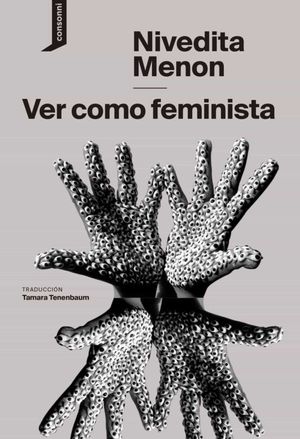 consonni
Nivedita
Menon
Ver como feminista
TRADUCCIÓN
Tamara Tenenbaum